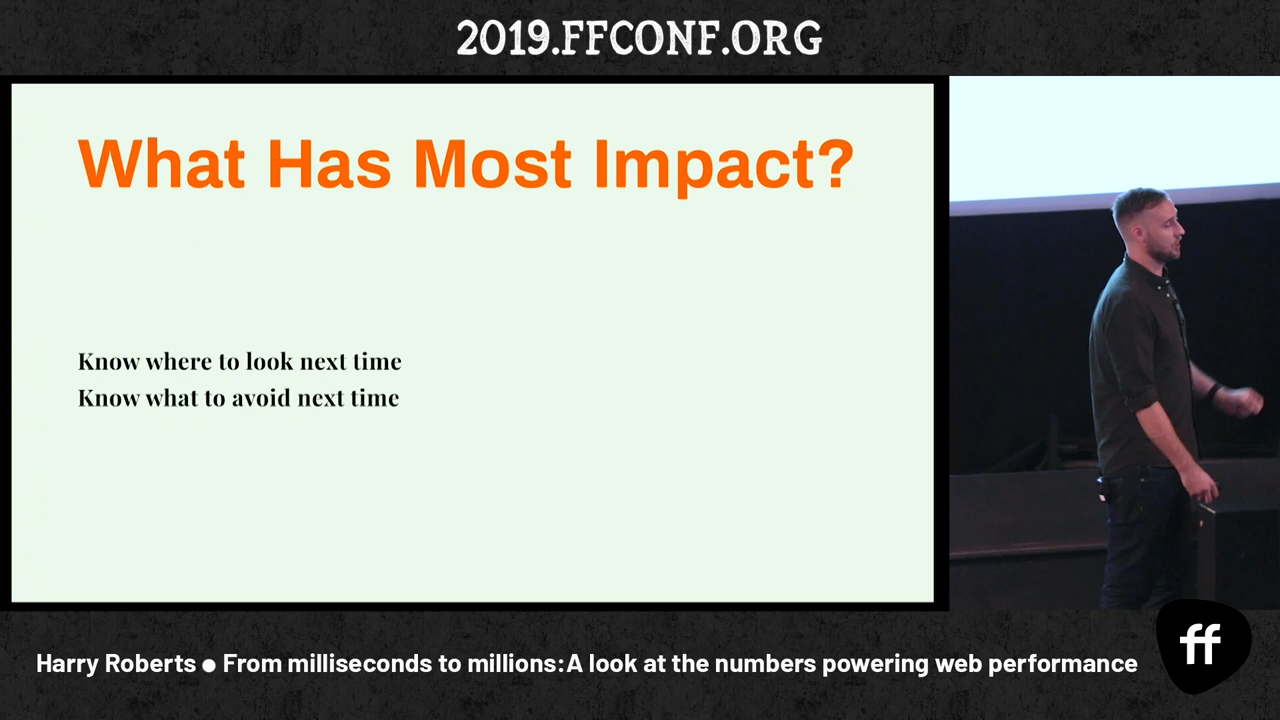 2019.FFCONF.ORG
What Has Most Impact?
Know where to look next time
Know what to avoid next time
Harry Roberts ● From milliseconds to millions:A look at the numbers powering web performance
ff